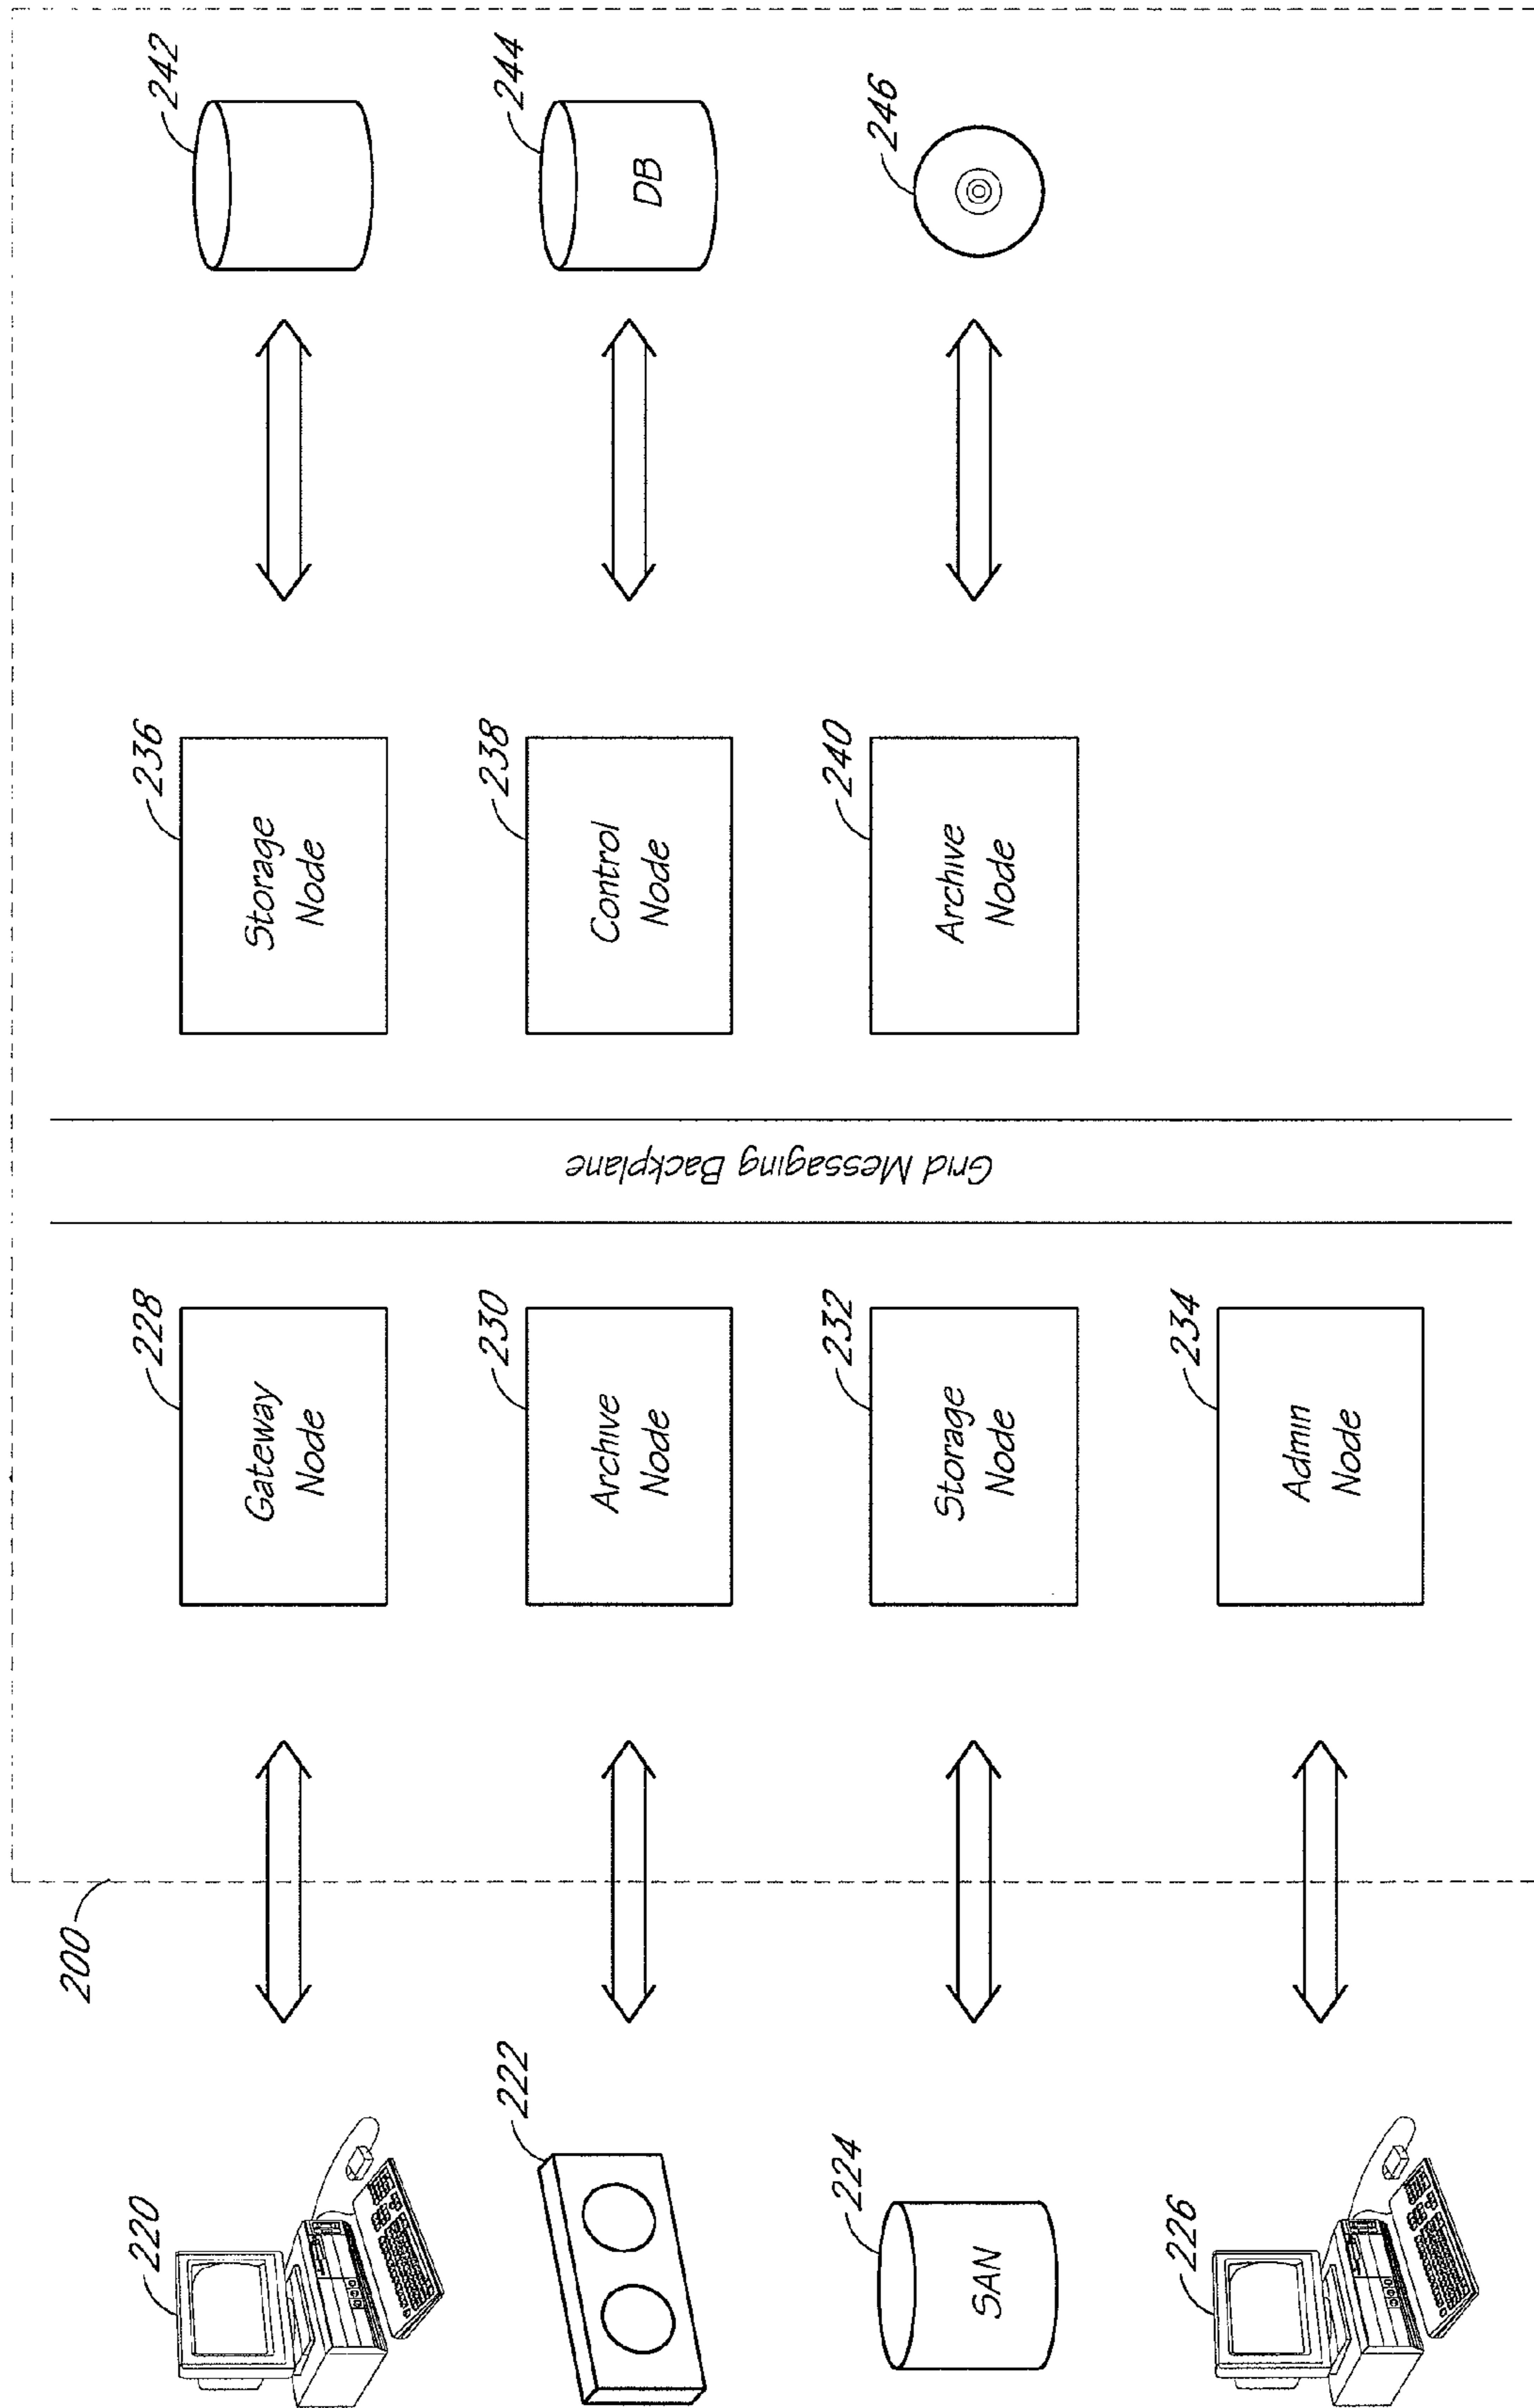 200
220
228
236
242
Gateway
Node
Storage
Node
222
230
238
244
Archive
Node
Control
Node
DB
224
232
240
246
SAN
Storage
Node
Archive
Node
226
234
Admin
Node
Grid Messaging Backplane